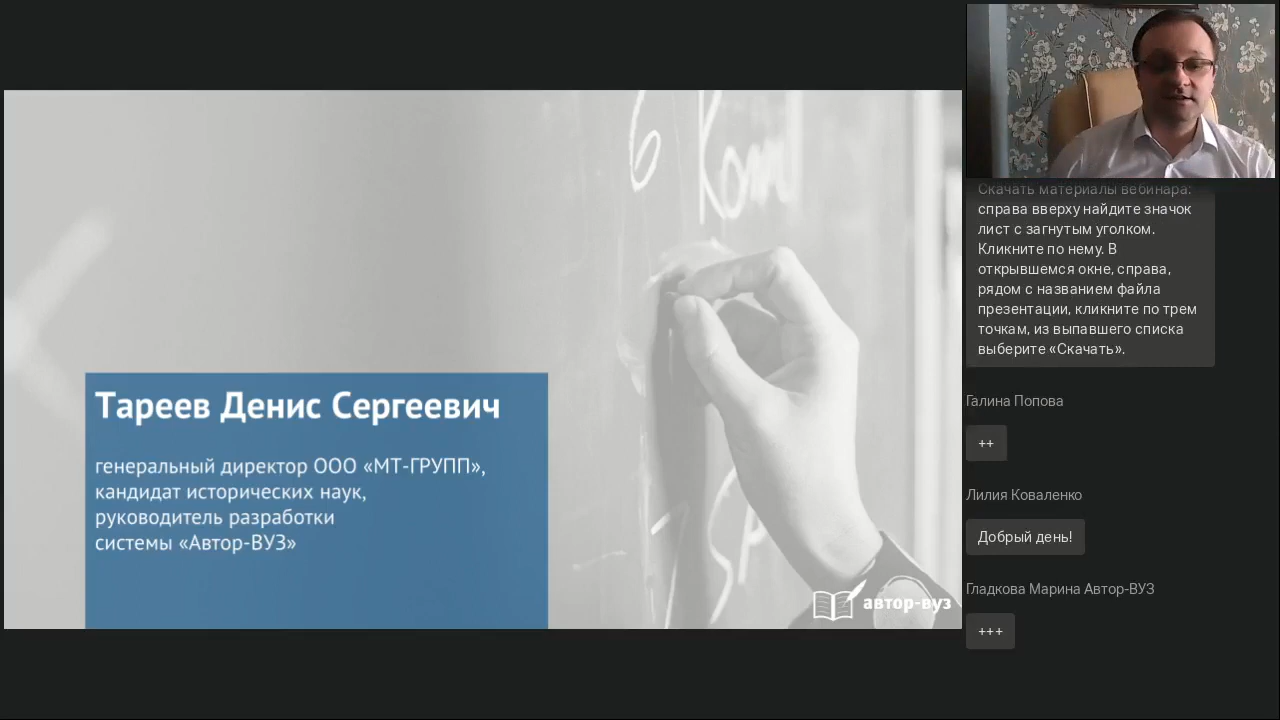 6 Кот
Тареев Денис Сергеевич
генеральный директор ООО «МТ-ГРУПП»,
кандидат исторических наук,
руководитель разработки
системы «Автор-ВУЗ»
автор-вуз
Скачать материалы вебинара:
справа вверху найдите значок
лист с загнутым уголком.
Кликните по нему. В
открывшемся окне, справа,
рядом с названием файла
презентации, кликните по трем
точкам, из выпавшего списка
выберите «Скачать».
Галина Попова
++
Лилия Коваленко
Добрый день!
Гладкова Марина Автор-ВУЗ
+++